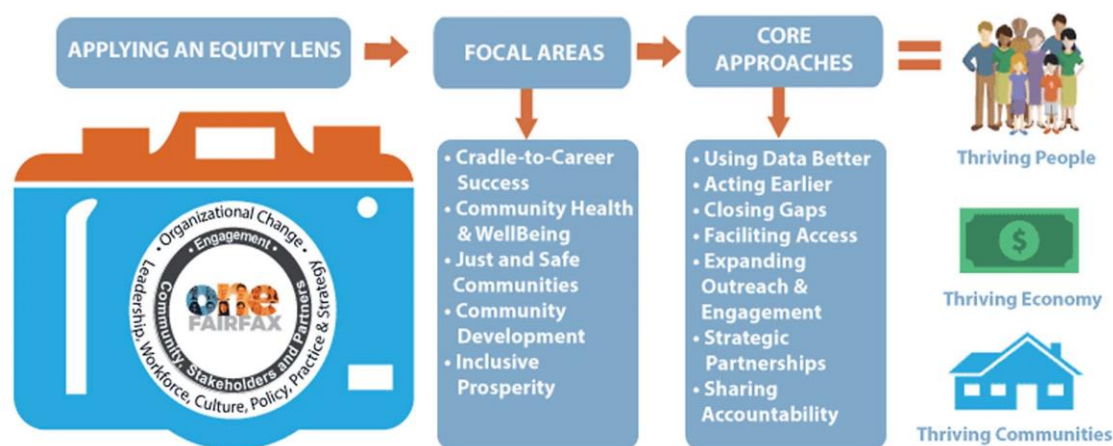 APPLYING AN EQUITY LENS
FOCAL AREAS
CORE
APPROACHES
• Organizational Change •
Leadership, Workforce, Culture, Policy, Practice & Strategy
• Engagement •
Community, Stakeholders and Partners
one
FAIRFAX
• Cradle-to-Career
Success
• Community Health
& WellBeing
• Just and Safe
Communities
• Community
Development
• Inclusive
Prosperity
• Using Data Better
• Acting Earlier
• Closing Gaps
• Faciliting Access
• Expanding
Outreach &
Engagement
• Strategic
Partnerships
• Sharing
Accountability
=
Thriving People
$
Thriving Economy
Thriving Communities